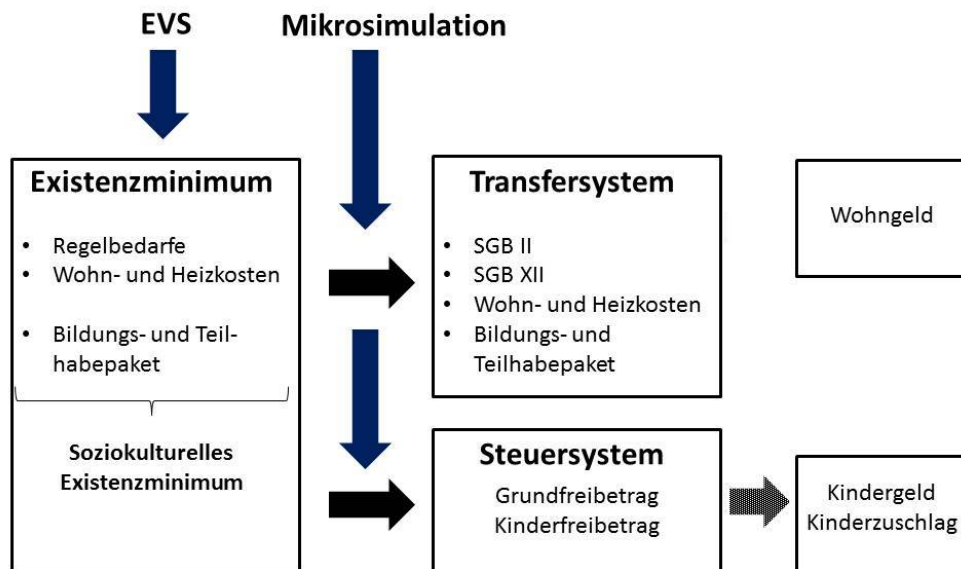 EVS
Mikrosimulation
Existenzminimum
• Regelbedarfe
• Wohn- und Heizkosten
• Bildungs- und Teil-
habepaket
Soziokulturelles
Existenzminimum
Transfersystem
• SGB II
• SGB XII
• Wohn- und Heizkosten
• Bildungs- und
Teilhabepaket
Wohngeld
Steuersystem
Grundfreibetrag
Kinderfreibetrag
Kindergeld
Kinderzuschlag